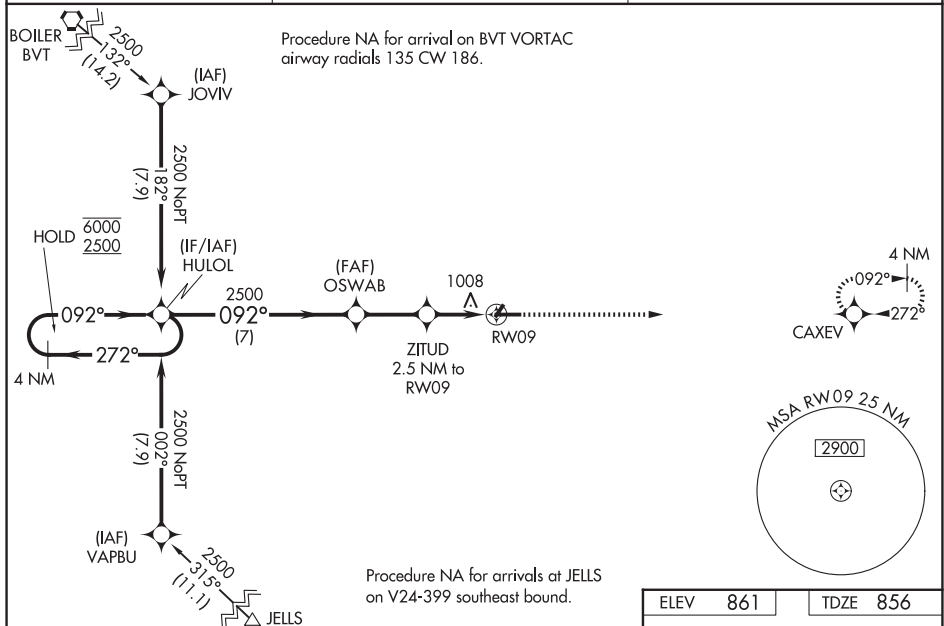 BOILER
BVT
2500
132°
(14.2)
Procedure NA for arrival on BVT VORTAC
airway radials 135 CW 186.
(IAF)
JOVIV
2500 NoPT
182°
(7.9)
HOLD
6000
2500
(IF/IAF)
HULOL
092°
272°
4 NM
2500
092°
(7)
(FAF)
OSWAB
ZITUD
2.5 NM to
RW09
1008
RW09
4 NM
092°
272°
CAXEV
MSA RW09 25 NM
2900
2500 NoPT
002°
(7.9)
(IAF)
VAPBU
2500
315°
(11.1)
JELLS
Procedure NA for arrivals at JELLS
on V24-399 southeast bound.
ELEV 861
TDZE 856